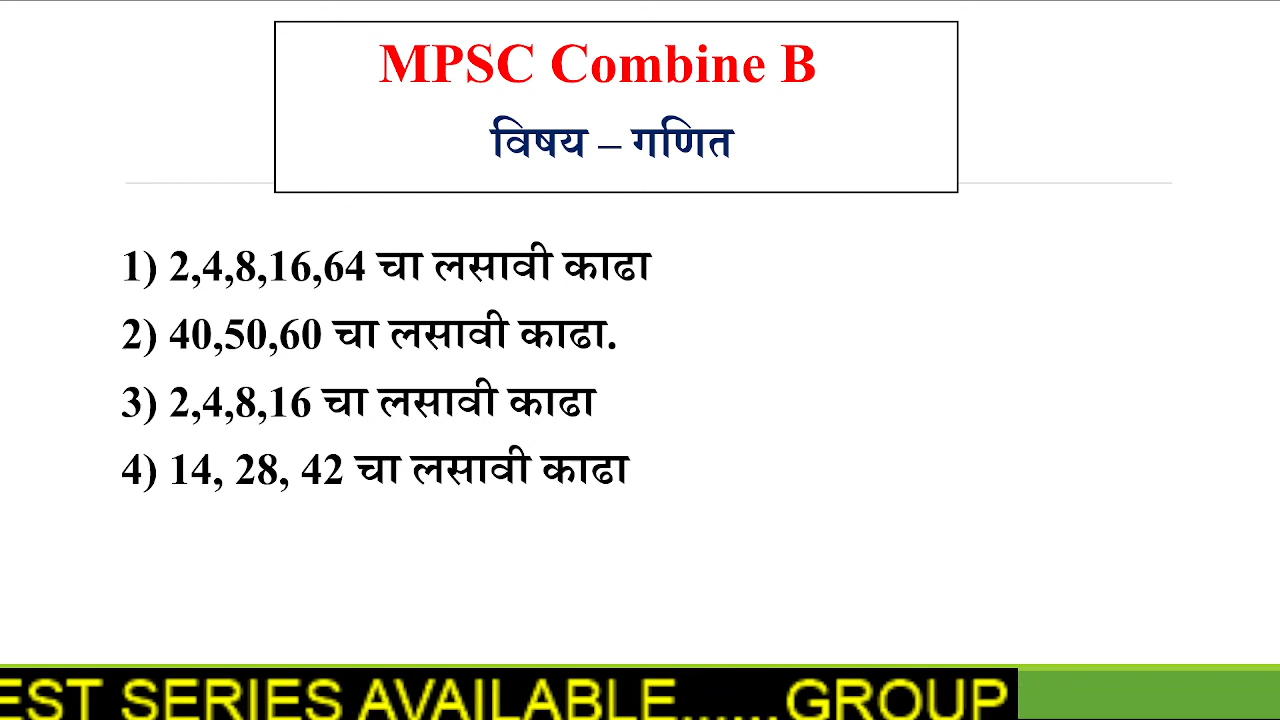 MPSC Combine B
विषय – गणित
1) 2,4,8,16,64 चा लसावी काढा
2) 40,50,60 चा लसावी काढा.
3) 2,4,8,16 चा लसावी काढा
4) 14, 28, 42 चा लसावी काढा
EST SERIES AVAILABLE......GROUP